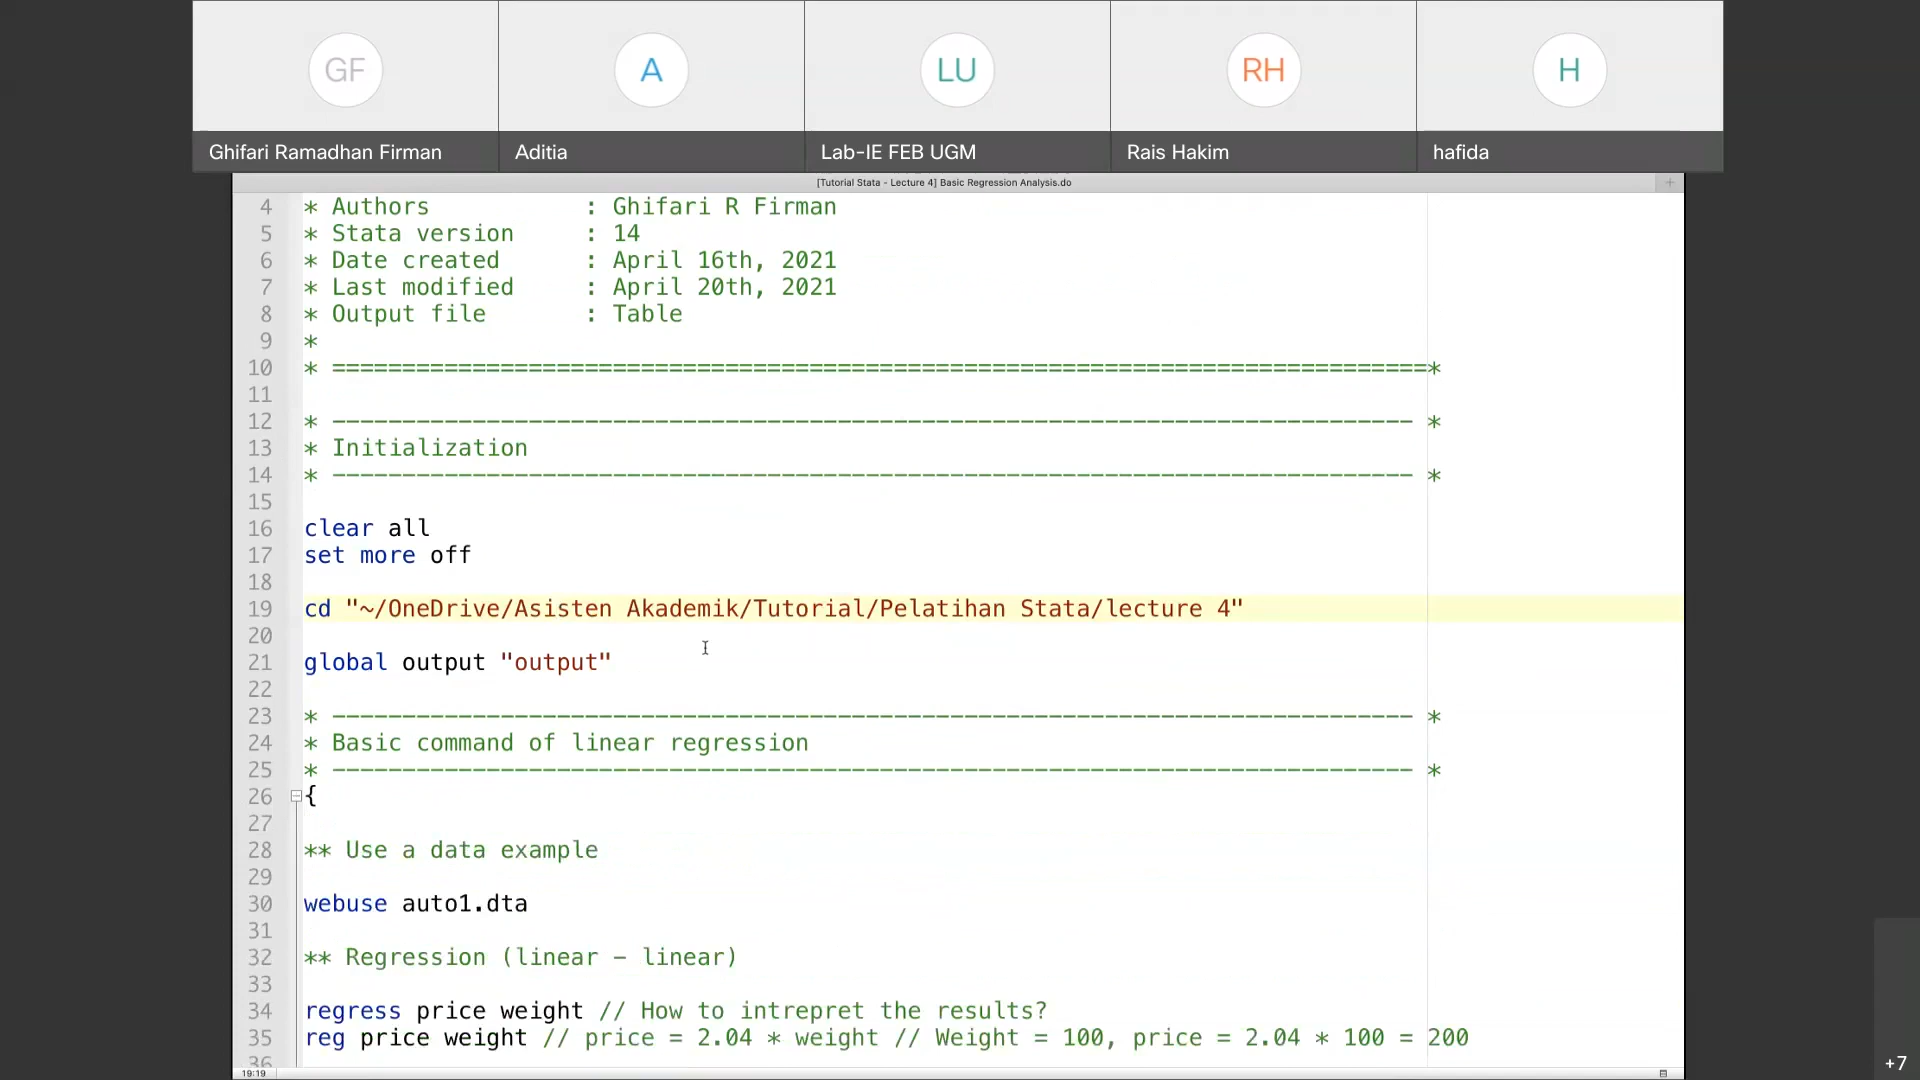 GF
A
LU
RH
H
Ghifari Ramadhan Firman
Aditia
Lab-IE FEB UGM
Rais Hakim
hafida
[Tutorial Stata - Lecture 4] Basic Regression Analysis.do
+
4 * Authors : Ghifari R Firman
5 * Stata version : 14
6 * Date created : April 16th, 2021
7 * Last modified : April 20th, 2021
8 * Output file : Table
9 *
10 * ==============================================================================*
11
12 * ----------------------------------------------------------------------------- *
13 * Initialization
14 * ----------------------------------------------------------------------------- *
15
16 clear all
17 set more off
18
19 cd "~/OneDrive/Asisten Akademik/Tutorial/Pelatihan Stata/lecture 4"
20
21 global output "output"
22
23 * ----------------------------------------------------------------------------- *
24 * Basic command of linear regression
25 * ----------------------------------------------------------------------------- *
26 {
27
28 ** Use a data example
29
30 webuse auto1.dta
31
32 ** Regression (linear - linear)
33
34 regress price weight // How to intrepret the results?
35 reg price weight // price = 2.04 * weight // Weight = 100, price = 2.04 * 100 = 200
36
19:19
+7